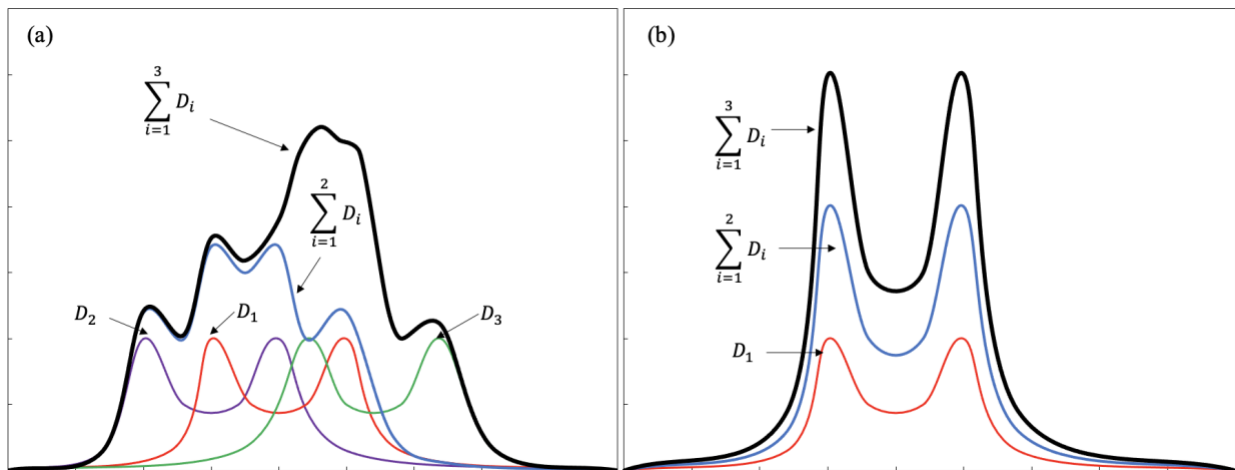 (a)
3
∑ D_i
i=1
2
∑ D_i
i=1
D_2
D_1
D_3
(b)
3
∑ D_i
i=1
2
∑ D_i
i=1
D_1